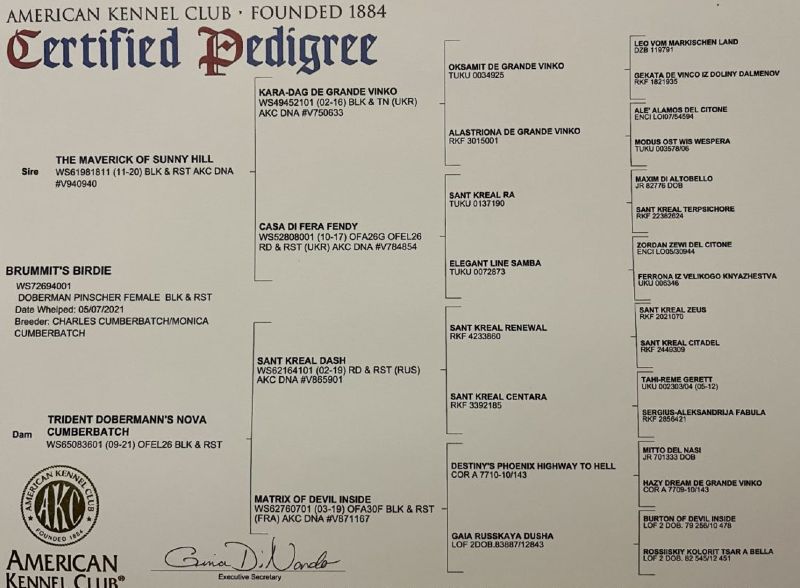 AMERICAN KENNEL CLUB · FOUNDED 1884
Certified Pedigree
Sire
THE MAVERICK OF SUNNY HILL
WS61981811 (11-20) BLK & RST AKC DNA
#V940940
BRUMMIT'S BIRDIE
WS72694001
DOBERMAN PINSCHER FEMALE BLK & RST
Date Whelped: 05/07/2021
Breeder: CHARLES CUMBERBATCH/MONICA
CUMBERBATCH
Dam
TRIDENT DOBERMANN'S NOVA
CUMBERBATCH
WS65083601 (09-21) OFEL26 BLK & RST
KARA-DAG DE GRANDE VINKO
WS49452101 (02-16) BLK & TN (UKR)
AKC DNA #V750633
CASA DI FERA FENDY
WS52808001 (10-17) OFA26G OFEL26
RD & RST (UKR) AKC DNA #V784854
SANT KREAL DASH
WS62164101 (02-19) RD & RST (RUS)
AKC DNA #V865901
MATRIX OF DEVIL INSIDE
WS62760701 (03-19) OFA30F BLK & RST
(FRA) AKC DNA #V871167
OKSAMIT DE GRANDE VINKO
TUKU 0034925
ALASTRIONA DE GRANDE VINKO
RKF 3015001
SANT KREAL RA
TUKU 0137190
ELEGANT LINE SAMBA
TUKU 0072873
SANT KREAL RENEWAL
RKF 4233860
SANT KREAL CENTARA
RKF 3392185
DESTINY'S PHOENIX HIGHWAY TO HELL
COR A 7710-10/143
GAIA RUSSKAYA DUSHA
LOF 2DOB.83887/12843
LEO VOM MARKISCHEN LAND
DZB 119791
GEKATA DE VINCO IZ DOLINY DALMENOV
RKF 1821935
ALE' ALAMOS DEL CITONE
ENCI LOI07/54594
MODUS OST WIS WESPERA
TUKU 003578/06
MAXIM DI ALTOBELLO
JR 82776 DOB
SANT KREAL TERPSICHORE
RKF 22362624
ZORDAN ZEWI DEL CITONE
ENCI LO05/30944
FERRONA IZ VELIKOGO KNYAZHESTVA
UKU 006346
SANT KREAL ZEUS
RKF 2021070
SANT KREAL CITADEL
RKF 2449309
TAHI-REME GERETT
UKU 002303/04 (05-12)
SERGIUS-ALEKSANDRIJA FABULA
RKF 2856421
MITTO DEL NASI
JR 701333 DOB
HAZY DREAM DE GRANDE VINKO
COR A 7709-10/143
BURTON OF DEVIL INSIDE
LOF 2 DOB. 79 256/10 478
ROSSIISKIY KOLORIT TSAR A BELLA
LOF 2 DOB. 82 545/12 451
AMERICAN KENNEL CLUB
AKC
FOUNDED 1884
AMERICAN
KENNEL CLUB®
Gina DiNardo
Executive Secretary